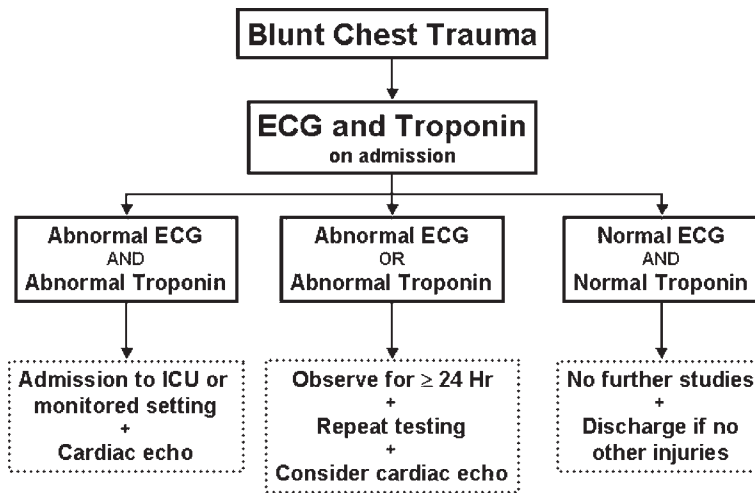 Blunt Chest Trauma
ECG and Troponin
on admission
Abnormal ECG
AND
Abnormal Troponin
Abnormal ECG
OR
Abnormal Troponin
Normal ECG
AND
Normal Troponin
Admission to ICU or
monitored setting
+
Cardiac echo
Observe for ≥ 24 Hr
+
Repeat testing
+
Consider cardiac echo
No further studies
+
Discharge if no
other injuries